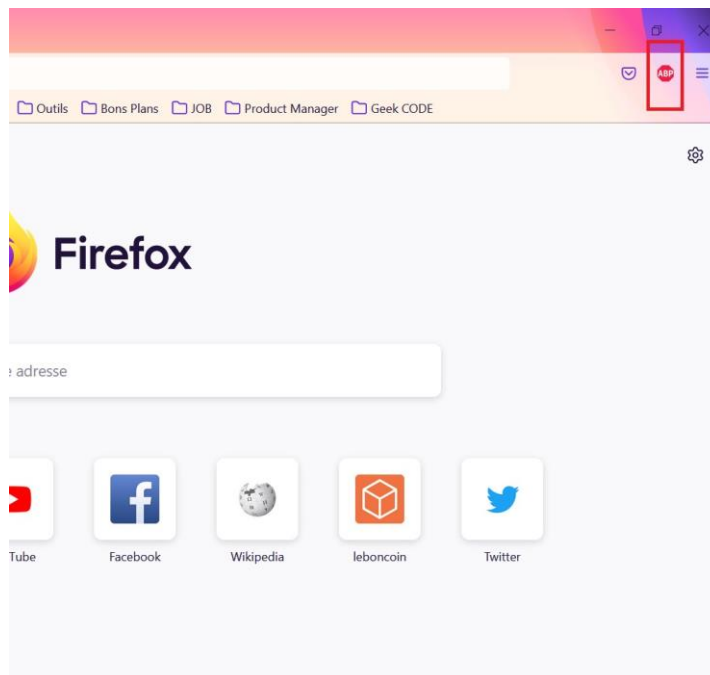 ABP
Outils Bons Plans JOB Product Manager Geek CODE
Firefox
adresse
Tube Facebook Wikipedia leboncoin Twitter